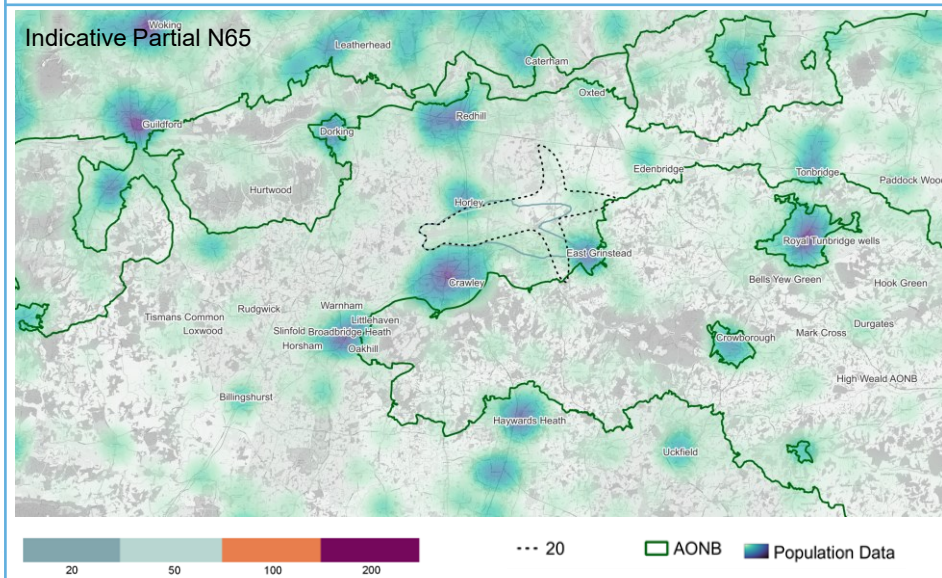 Indicative Partial N65
Woking
Leatherhead
Caterham
Oxted
Guildford
Redhill
Dorking
Edenbridge
Tonbridge
Paddock Wood
Hurtwood
Horley
Royal Tunbridge wells
East Grinstead
Crawley
Bells Yew Green
Hook Green
Warnham
Rudgwick
Tismans Common
Littlehaven
Loxwood
Slinfold Broadbridge Heath
Horsham
Oakhill
Durgates
Mark Cross
Crowborough
High Weald AONB
Billingshurst
Haywards Heath
Uckfield
20 50 100 200
20
AONB
Population Data